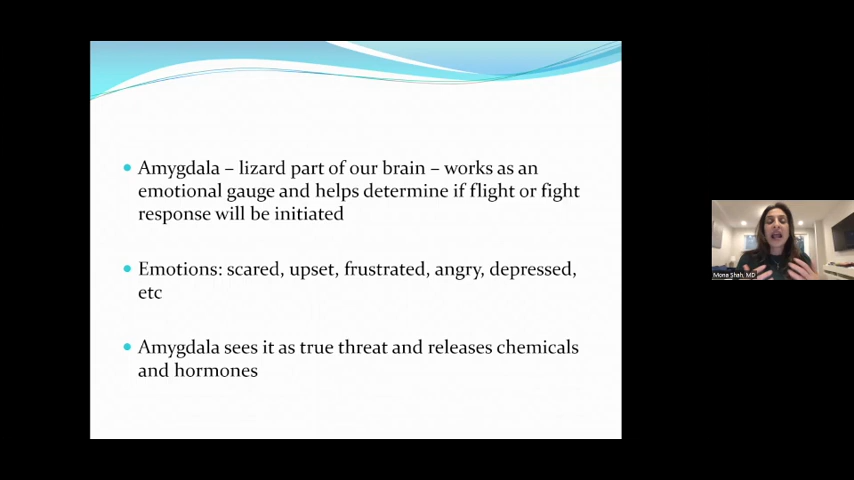 Amygdala – lizard part of our brain – works as an
emotional gauge and helps determine if flight or fight
response will be initiated
Emotions: scared, upset, frustrated, angry, depressed,
etc
Amygdala sees it as true threat and releases chemicals
and hormones
Mona Shah, MD